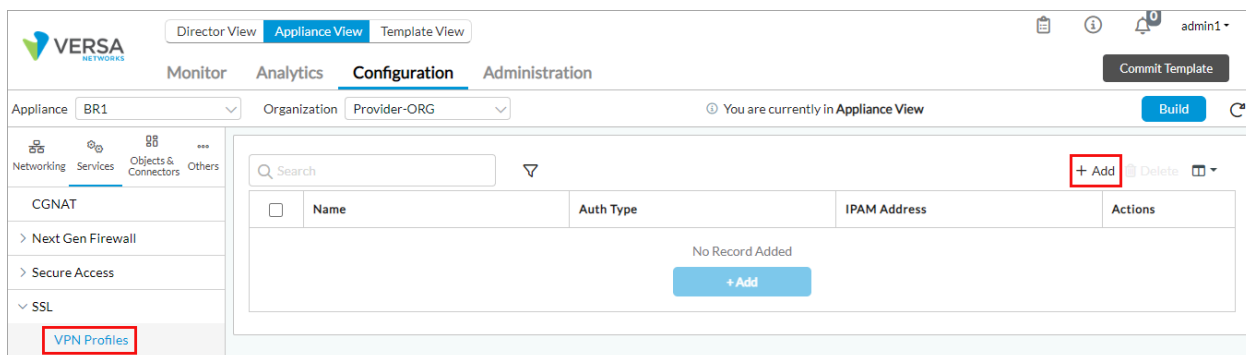 Director View Appliance View Template View
0
admin1
VERSA
NETWORKS
Monitor Analytics Configuration Administration
Commit Template
Appliance BR1 Organization Provider-ORG You are currently in Appliance View Build
Networking Services Objects & Connectors Others
Search
+ Add Delete
CGNAT
Name Auth Type IPAM Address Actions
Next Gen Firewall
No Record Added
Secure Access
+ Add
SSL
VPN Profiles